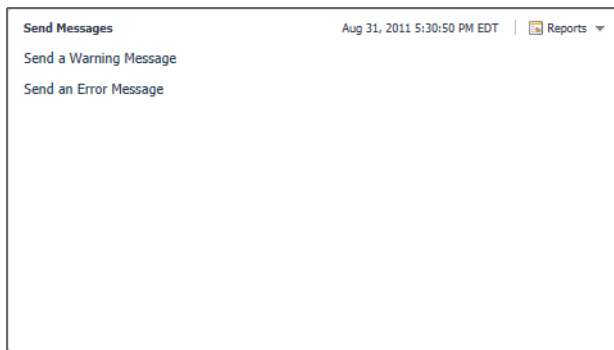 Send Messages Aug 31, 2011 5:30:50 PM EDT Reports
Send a Warning Message
Send an Error Message